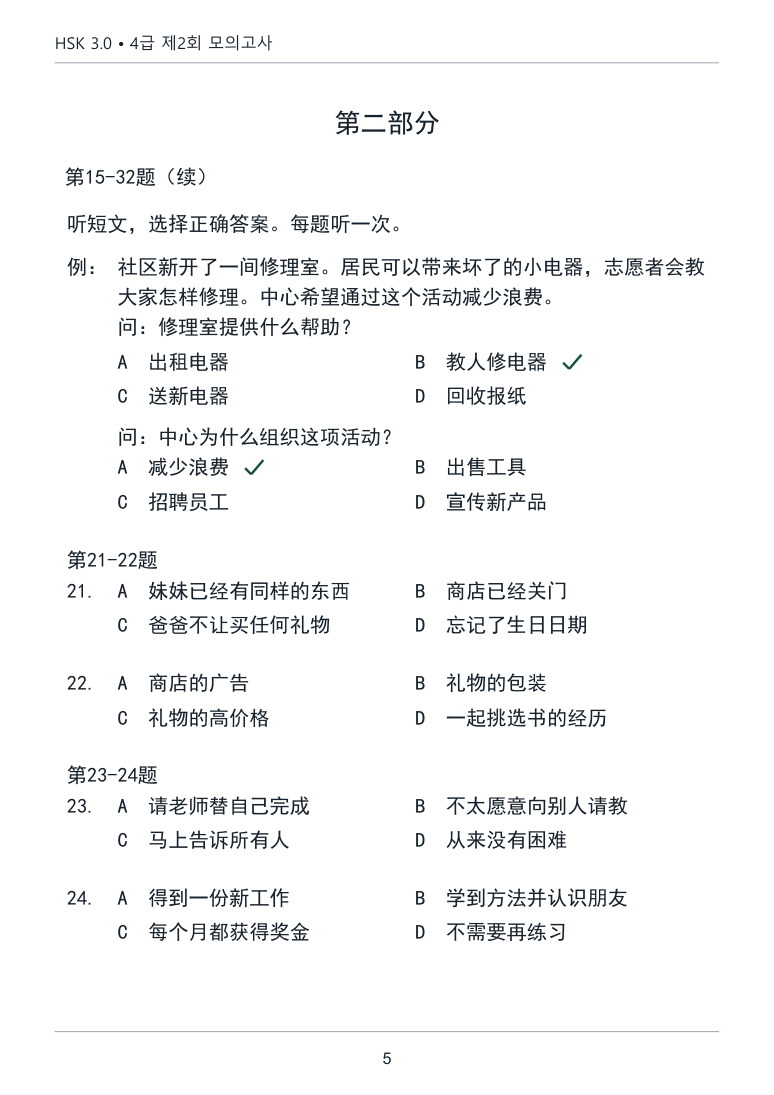 HSK 3.0 • 4급 제2회 모의고사
第二部分
第15-32题（续）
听短文，选择正确答案。每题听一次。
例： 社区新开了一间修理室。居民可以带来坏了的小电器，志愿者会教
大家怎样修理。中心希望通过这个活动减少浪费。
问：修理室提供什么帮助？
A 出租电器 B 教人修电器 ✓
C 送新电器 D 回收报纸
问：中心为什么组织这项活动？
A 减少浪费 ✓ B 出售工具
C 招聘员工 D 宣传新产品
第21-22题
21. A 妹妹已经有同样的东西 B 商店已经关门
C 爸爸不让买任何礼物 D 忘记了生日日期
22. A 商店的广告 B 礼物的包装
C 礼物的高价格 D 一起挑选书的经历
第23-24题
23. A 请老师替自己完成 B 不太愿意向别人请教
C 马上告诉所有人 D 从来没有困难
24. A 得到一份新工作 B 学到方法并认识朋友
C 每个月都获得奖金 D 不需要再练习
5